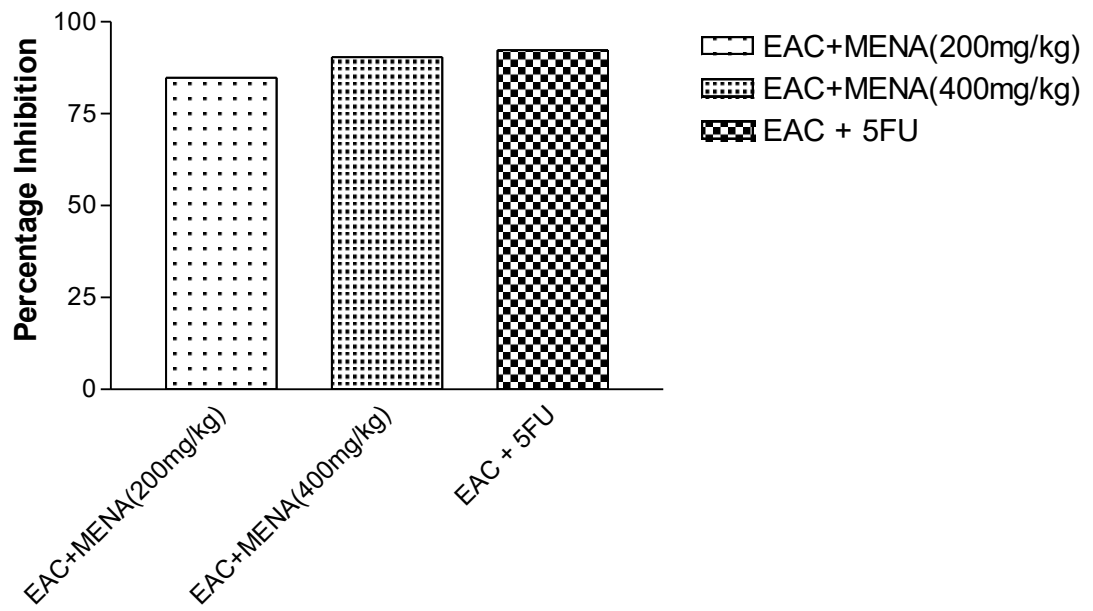 Percentage Inhibition
100
75
50
25
0
EAC+MENA(200mg/kg)
EAC+MENA(400mg/kg)
EAC + 5FU
EAC+MENA(200mg/kg)
EAC+MENA(400mg/kg)
EAC + 5FU